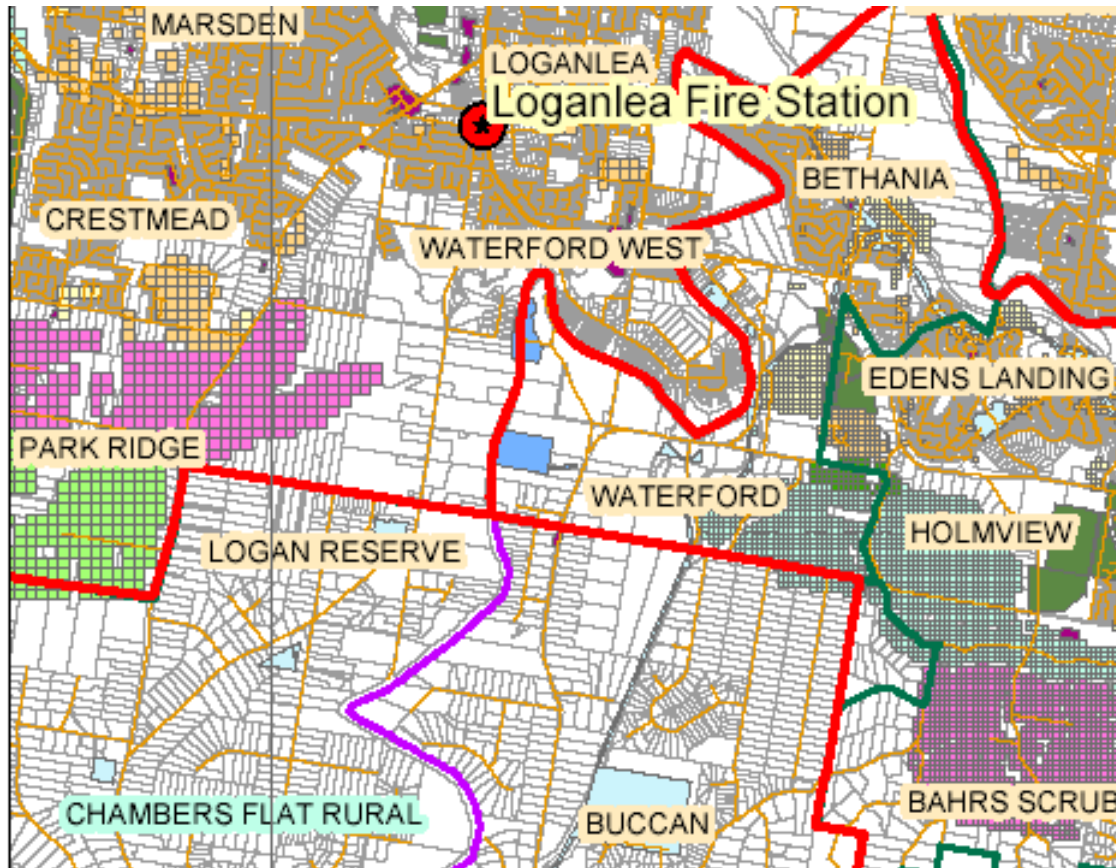 MARSDEN
LOGANLEA
Loganlea Fire Station
BETHANIA
CRESTMEAD
WATERFORD WEST
EDENS LANDING
PARK RIDGE
WATERFORD
HOLMVIEW
LOGAN RESERVE
CHAMBERS FLAT RURAL
BUCCAN
BAHRS SCRUB